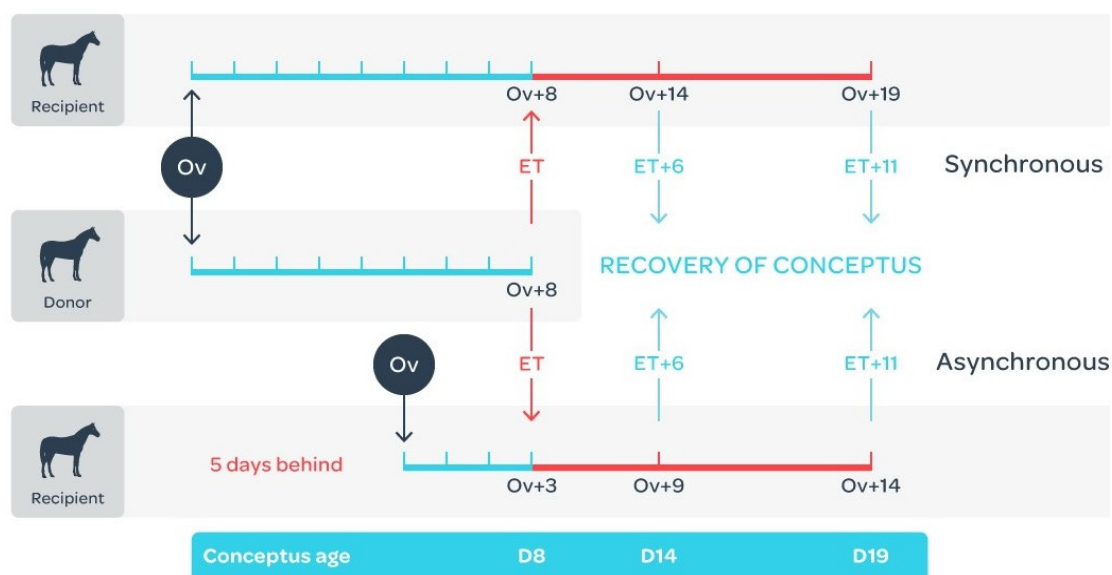 Recipient
Ov+8 Ov+14 Ov+19
Ov
ET ET+6 ET+11 Synchronous
Donor
Ov+8
RECOVERY OF CONCEPTUS
Ov
ET ET+6 ET+11 Asynchronous
Recipient
5 days behind
Ov+3 Ov+9 Ov+14
Conceptus age D8 D14 D19